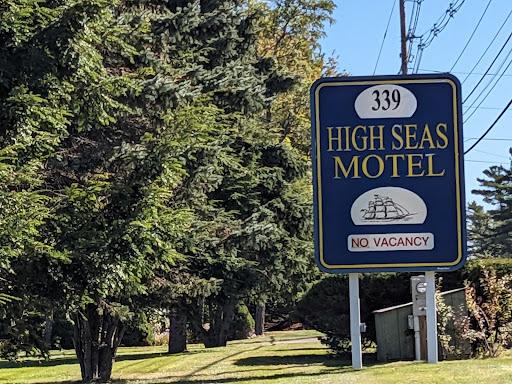 339
HIGH SEAS
MOTEL
NO VACANCY